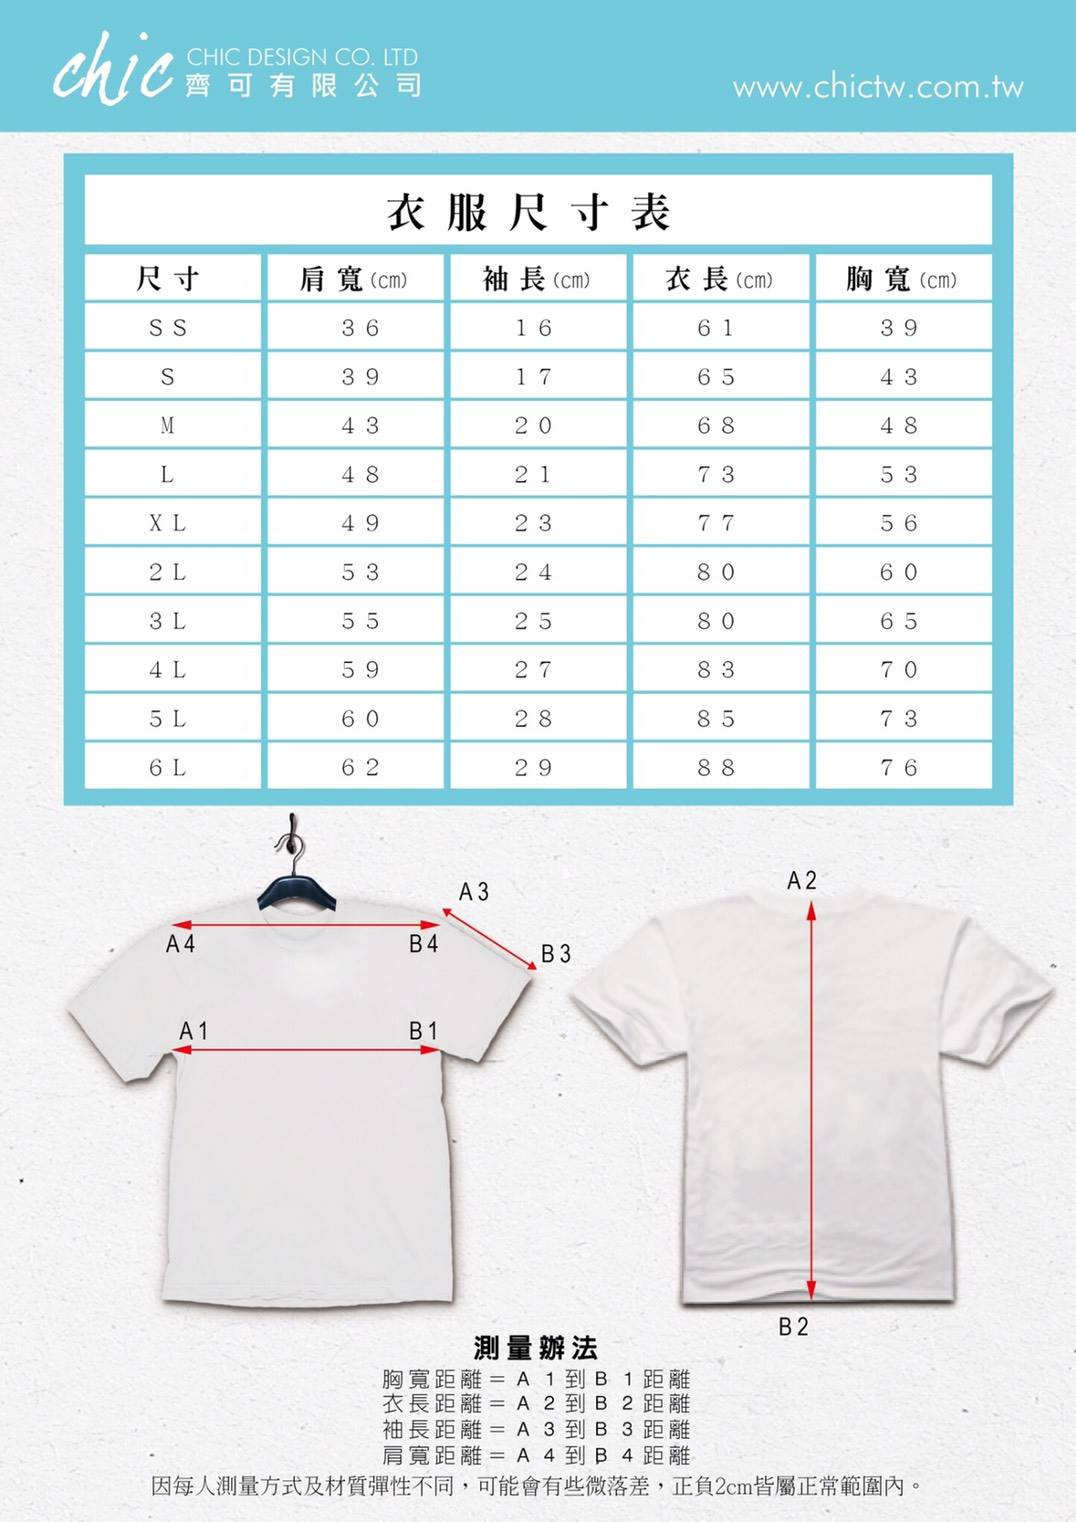 chic CHIC DESIGN CO. LTD
齊可有限公司
www.chictw.com.tw
衣服尺寸表
尺寸 肩寬(cm) 袖長(cm) 衣長(cm) 胸寬(cm)
SS 36 16 61 39
S 39 17 65 43
M 43 20 68 48
L 48 21 73 53
XL 49 23 77 56
2L 53 24 80 60
3L 55 25 80 65
4L 59 27 83 70
5L 60 28 85 73
6L 62 29 88 76
A3
A4 B4
B3
A1 B1
A2
B2
測量辦法
胸寬距離=A 1到B 1距離
衣長距離=A 2到B 2距離
袖長距離=A 3到B 3距離
肩寬距離=A 4到B 4距離
因每人測量方式及材質彈性不同，可能會有些微落差，正負2cm皆屬正常範圍內。